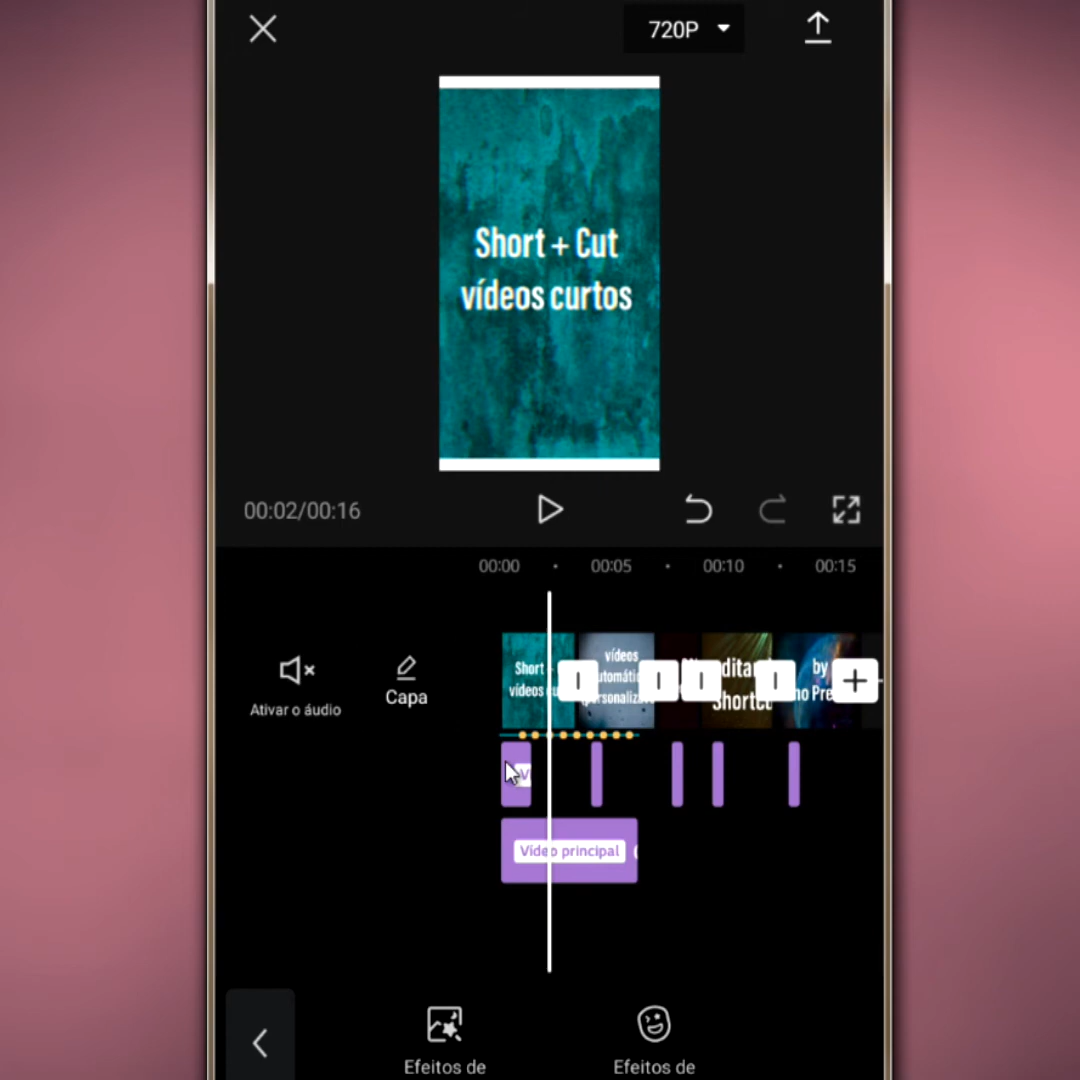 720P
Short + Cut
vídeos curtos
00:02/00:16
00:00
00:05
00:10
00:15
Ativar o áudio
Capa
Short
vídeos
vídeos
by
Shortcu
V
Vídeo principal
Efeitos de
Efeitos de